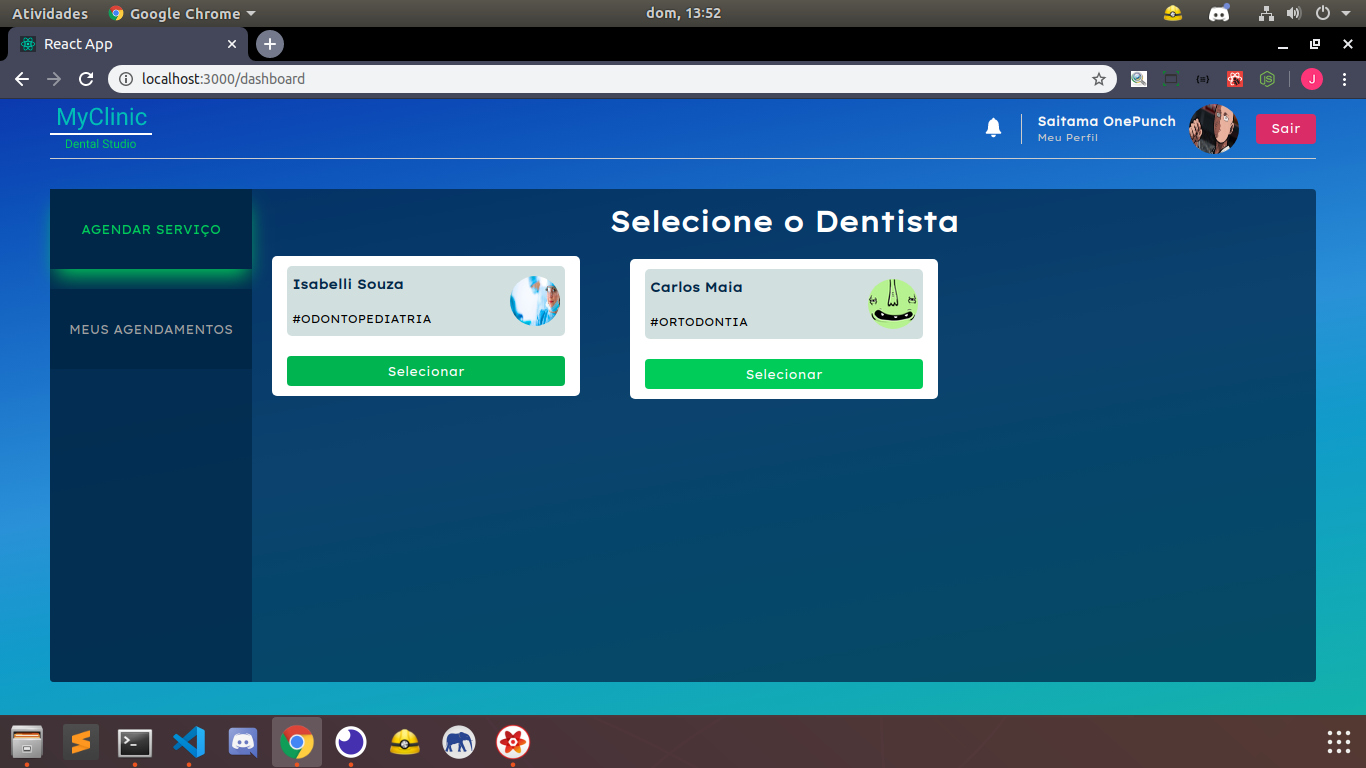 Atividades
Google Chrome
dom, 13:52
React App
localhost:3000/dashboard
J
MyClinic
Dental Studio
Saitama OnePunch
Meu Perfil
Sair
AGENDAR SERVIÇO
MEUS AGENDAMENTOS
Selecione o Dentista
Isabelli Souza
#ODONTOPEDIATRIA
Selecionar
Carlos Maia
#ORTODONTIA
Selecionar